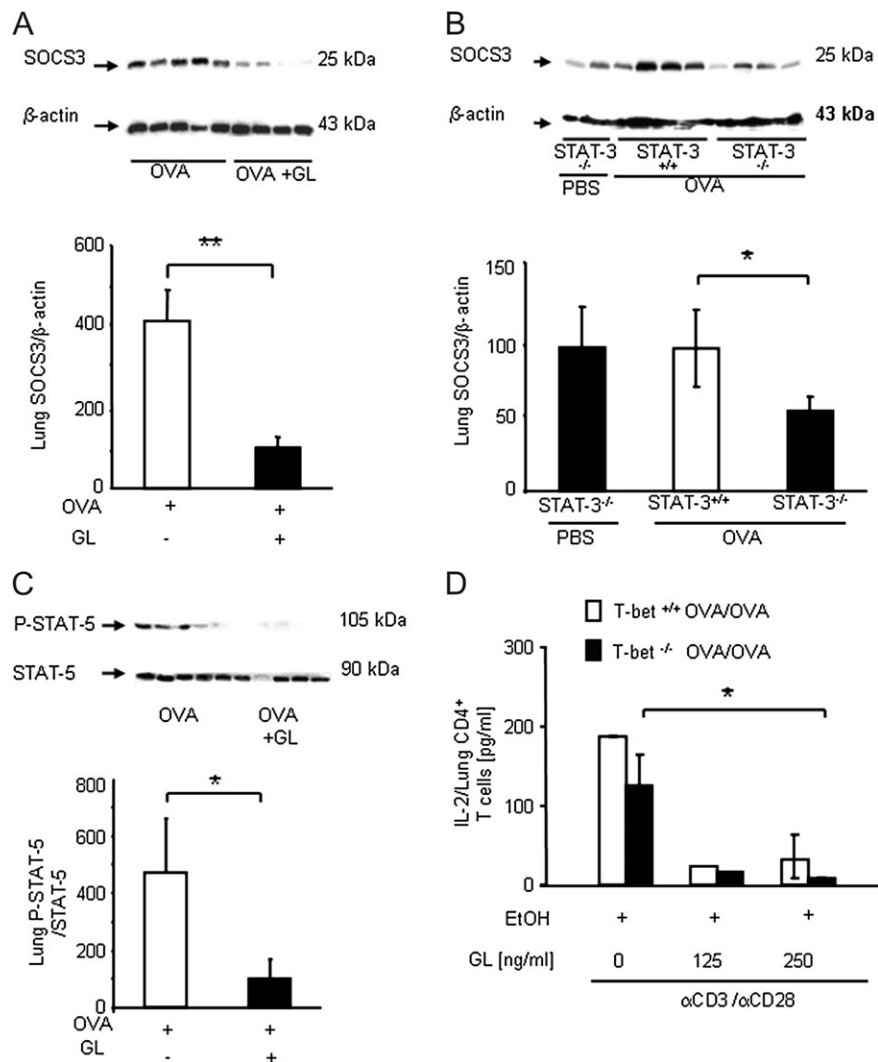 A
SOCS3
25 kDa
β-actin
43 kDa
OVA
OVA +GL
**
600
400
200
0
Lung SOCS3/β-actin
OVA + +
GL - +
B
SOCS3
25 kDa
β-actin
43 kDa
STAT-3 STAT-3 STAT-3
-/- +/+ -/-
PBS OVA
*
150
100
50
0
Lung SOCS3/β-actin
STAT-3-/- STAT-3+/+ STAT-3-/-
PBS OVA
C
P-STAT-5
105 kDa
STAT-5
90 kDa
OVA OVA
+GL
*
800
600
400
200
0
Lung P-STAT-5
/STAT-5
OVA + +
GL - +
D
T-bet +/+ OVA/OVA
T-bet -/- OVA/OVA
*
300
200
100
0
IL-2/Lung CD4+
T cells [pg/ml]
EtOH + + +
GL [ng/ml] 0 125 250
αCD3/αCD28